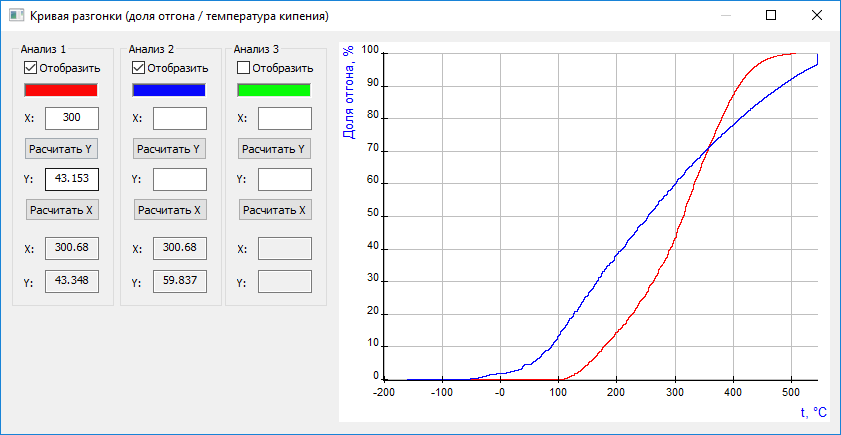 Кривая разгонки (доля отгона / температура кипения)
Анализ 1
Отобразить
X: 300
Расчитать Y
Y: 43.153
Расчитать X
X: 300.68
Y: 43.348
Анализ 2
Отобразить
X:
Расчитать Y
Y:
Расчитать X
X: 300.68
Y: 59.837
Анализ 3
Отобразить
X:
Расчитать Y
Y:
Расчитать X
X:
Y:
Доля отгона, %
100
90
80
70
60
50
40
30
20
10
0
-200 -100 -0 100 200 300 400 500
t, °C